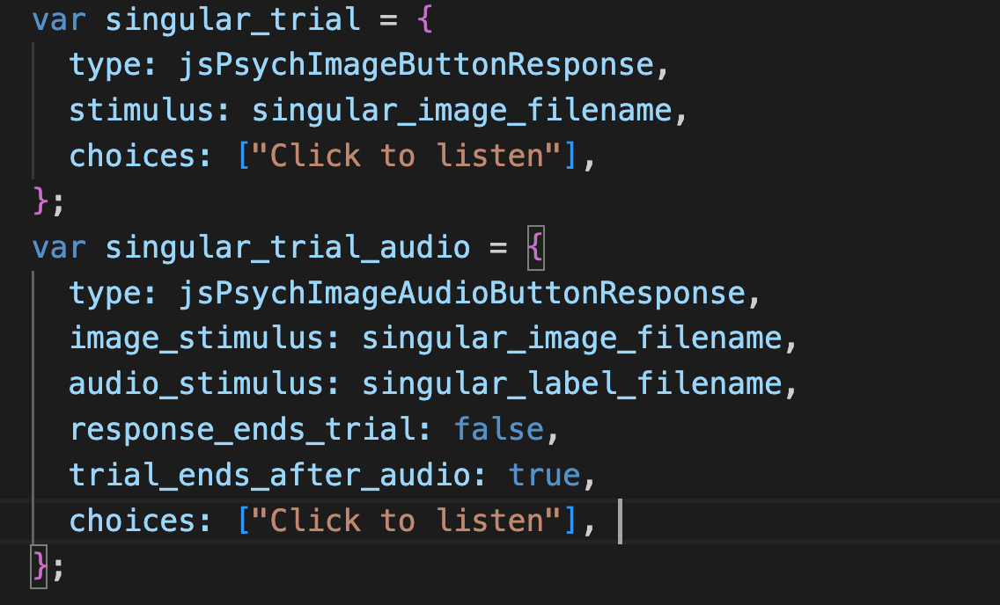 var singular_trial = {
  type: jsPsychImageButtonResponse,
  stimulus: singular_image_filename,
  choices: ["Click to listen"],
};
var singular_trial_audio = {
  type: jsPsychImageAudioButtonResponse,
  image_stimulus: singular_image_filename,
  audio_stimulus: singular_label_filename,
  response_ends_trial: false,
  trial_ends_after_audio: true,
  choices: ["Click to listen"],
};